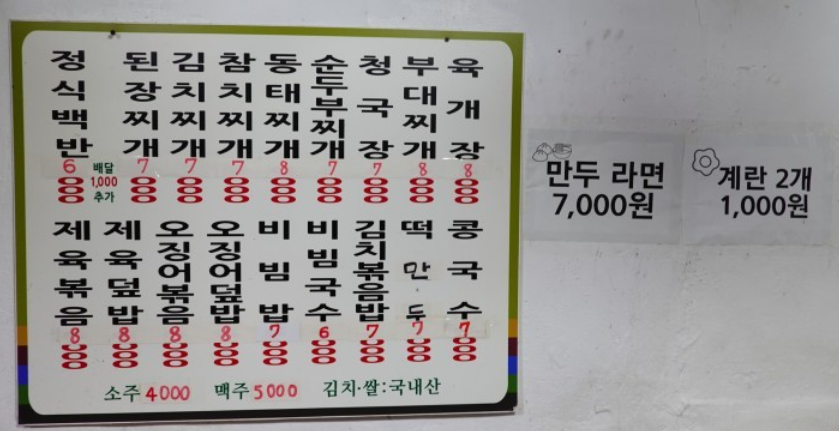 정식백반 6000
배달
1,000
추가
된장찌개 7000
김치찌개 7000
참치찌개 7000
동태찌개 8000
순두부찌개 7000
청국장 7000
부대찌개 8000
육개장 8000
제육볶음 8000
제육덮밥 8000
오징어볶음 8000
오징어덮밥 8000
비빔밥 7000
비빔국수 6000
김치볶음밥 7000
떡만두 7000
콩국수 7000
소주 4000 맥주 5000 김치·쌀:국내산
만두 라면
7,000원
계란 2개
1,000원